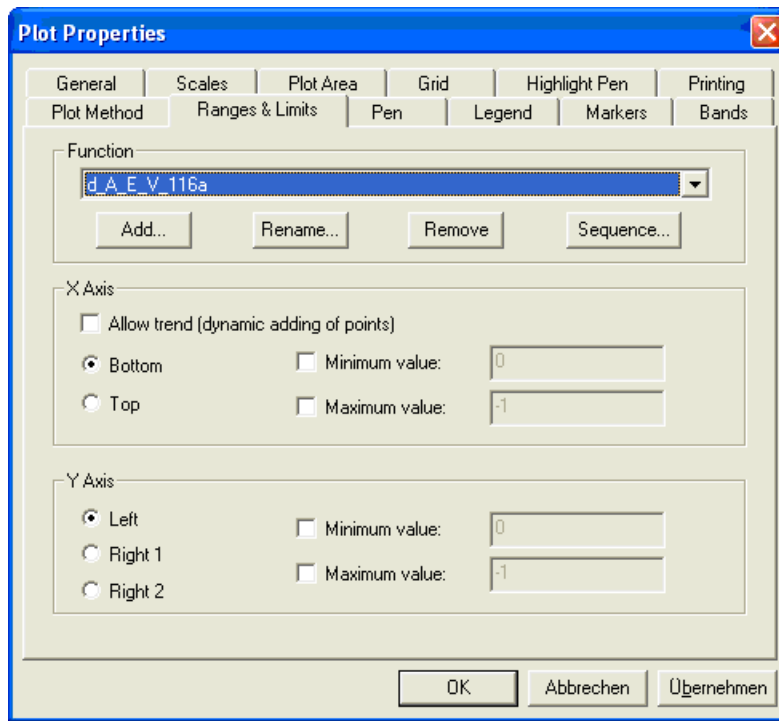 Plot Properties
General Scales Plot Area Grid Highlight Pen Printing
Plot Method Ranges & Limits Pen Legend Markers Bands
Function
d_A_E_V_116a
Add... Rename... Remove Sequence...
X Axis
Allow trend (dynamic adding of points)
Bottom Minimum value: 0
Top Maximum value: -1
Y Axis
Left Minimum value: 0
Right 1
Maximum value: -1
Right 2
OK Abbrechen Übernehmen